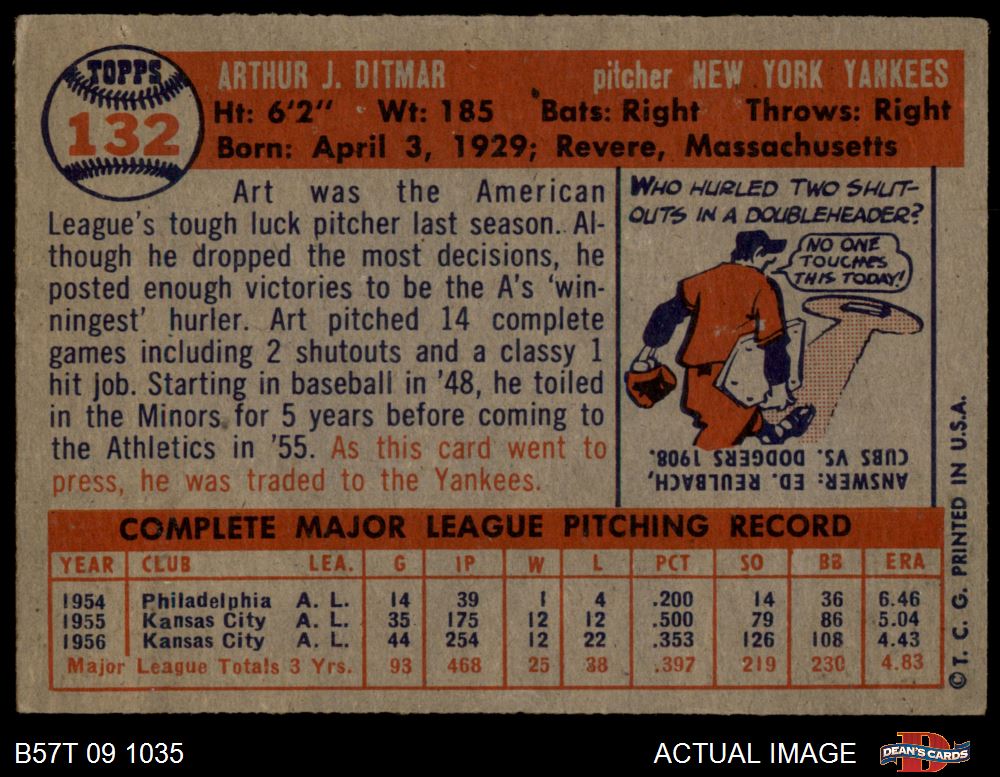 TOPPS
132
ARTHUR J. DITMAR pitcher NEW YORK YANKEES
Ht: 6'2" Wt: 185 Bats: Right Throws: Right
Born: April 3, 1929; Revere, Massachusetts
Art was the American
League's tough luck pitcher last season. Al-
though he dropped the most decisions, he
posted enough victories to be the A's 'win-
ningest' hurler. Art pitched 14 complete
games including 2 shutouts and a classy 1
hit job. Starting in baseball in '48, he toiled
in the Minors for 5 years before coming to
the Athletics in '55. As this card went to
press, he was traded to the Yankees.
WHO HURLED TWO SHUT-
OUTS IN A DOUBLEHEADER?
NO ONE
TOUCHES
THIS TODAY!
ANSWER: ED. REULBACH,
CUBS VS. DODGERS 1908.
COMPLETE MAJOR LEAGUE PITCHING RECORD
YEAR CLUB LEA. G IP W L PCT SO BB ERA
1954 Philadelphia A. L. 14 39 1 4 .200 14 36 6.46
1955 Kansas City A. L. 35 175 12 12 .500 79 86 5.04
1956 Kansas City A. L. 44 254 12 22 .353 126 108 4.43
Major League Totals 3 Yrs. 93 468 25 38 .397 219 230 4.83
© T. C. G. PRINTED IN U.S.A.
B57T 09 1035 ACTUAL IMAGE DEAN'S CARDS